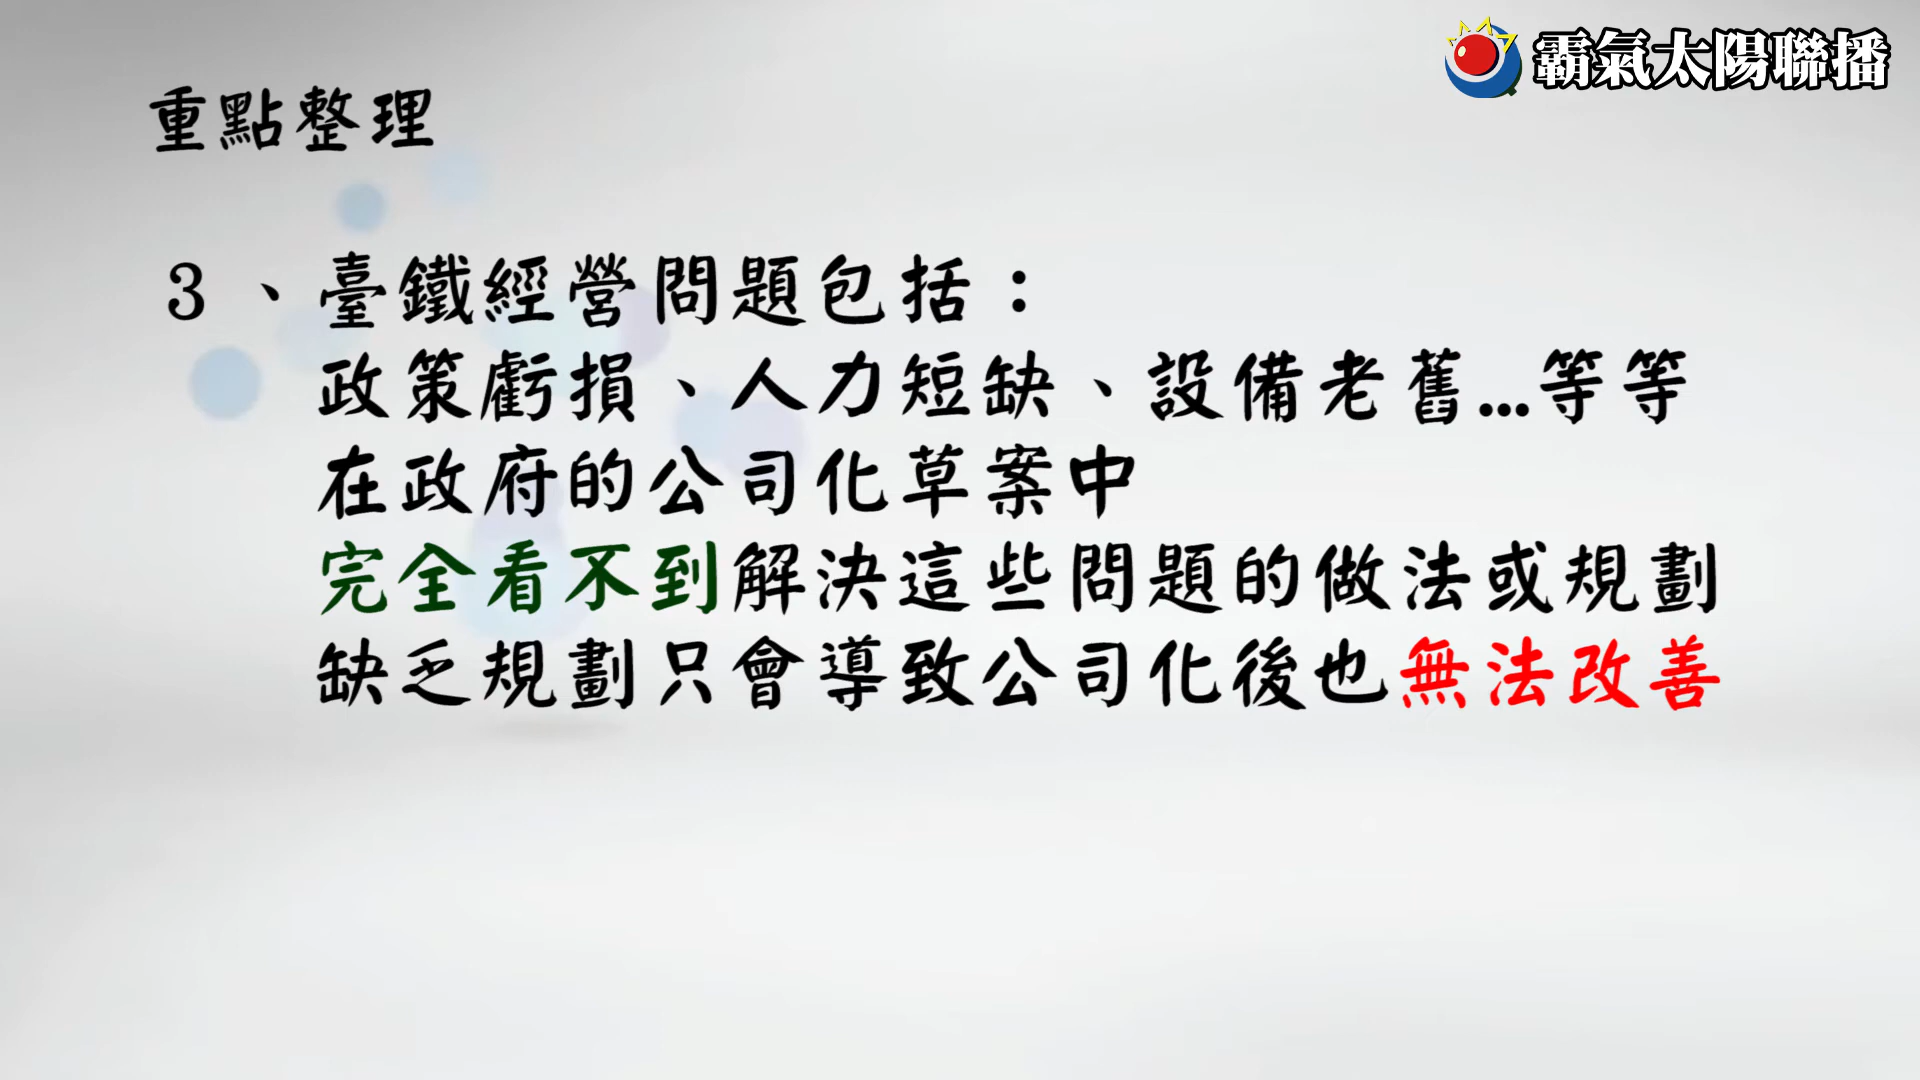 霸氣太陽聯播
重點整理
3、臺鐵經營問題包括：
政策虧損、人力短缺、設備老舊...等等
在政府的公司化草案中
完全看不到解決這些問題的做法或規劃
缺乏規劃只會導致公司化後也無法改善